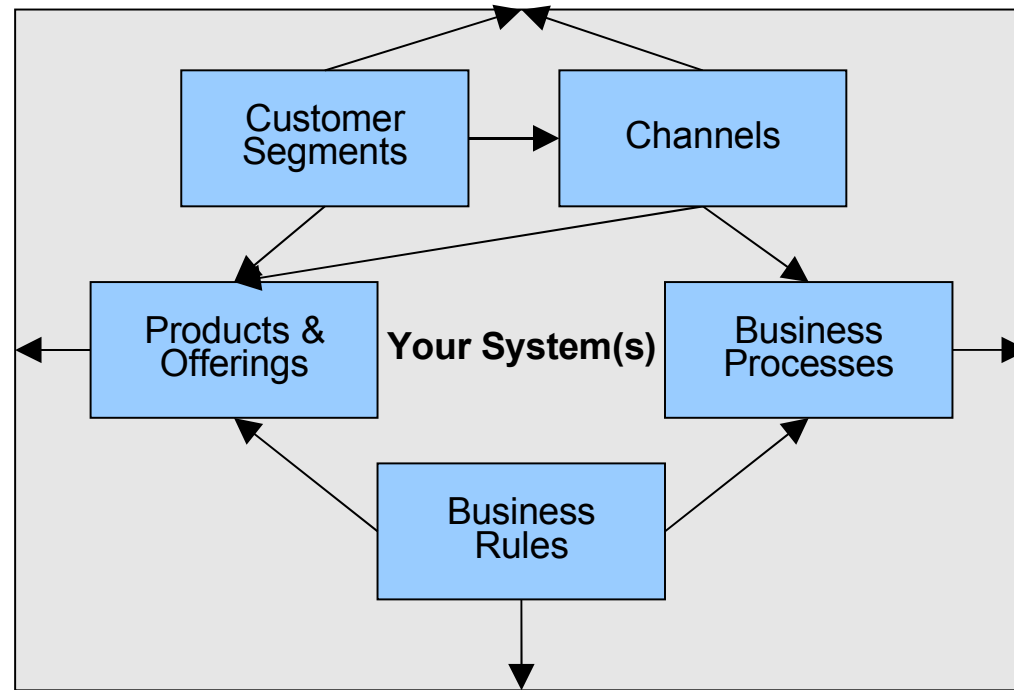 Customer
Segments
Channels
Products &
Offerings
Your System(s)
Business
Processes
Business
Rules